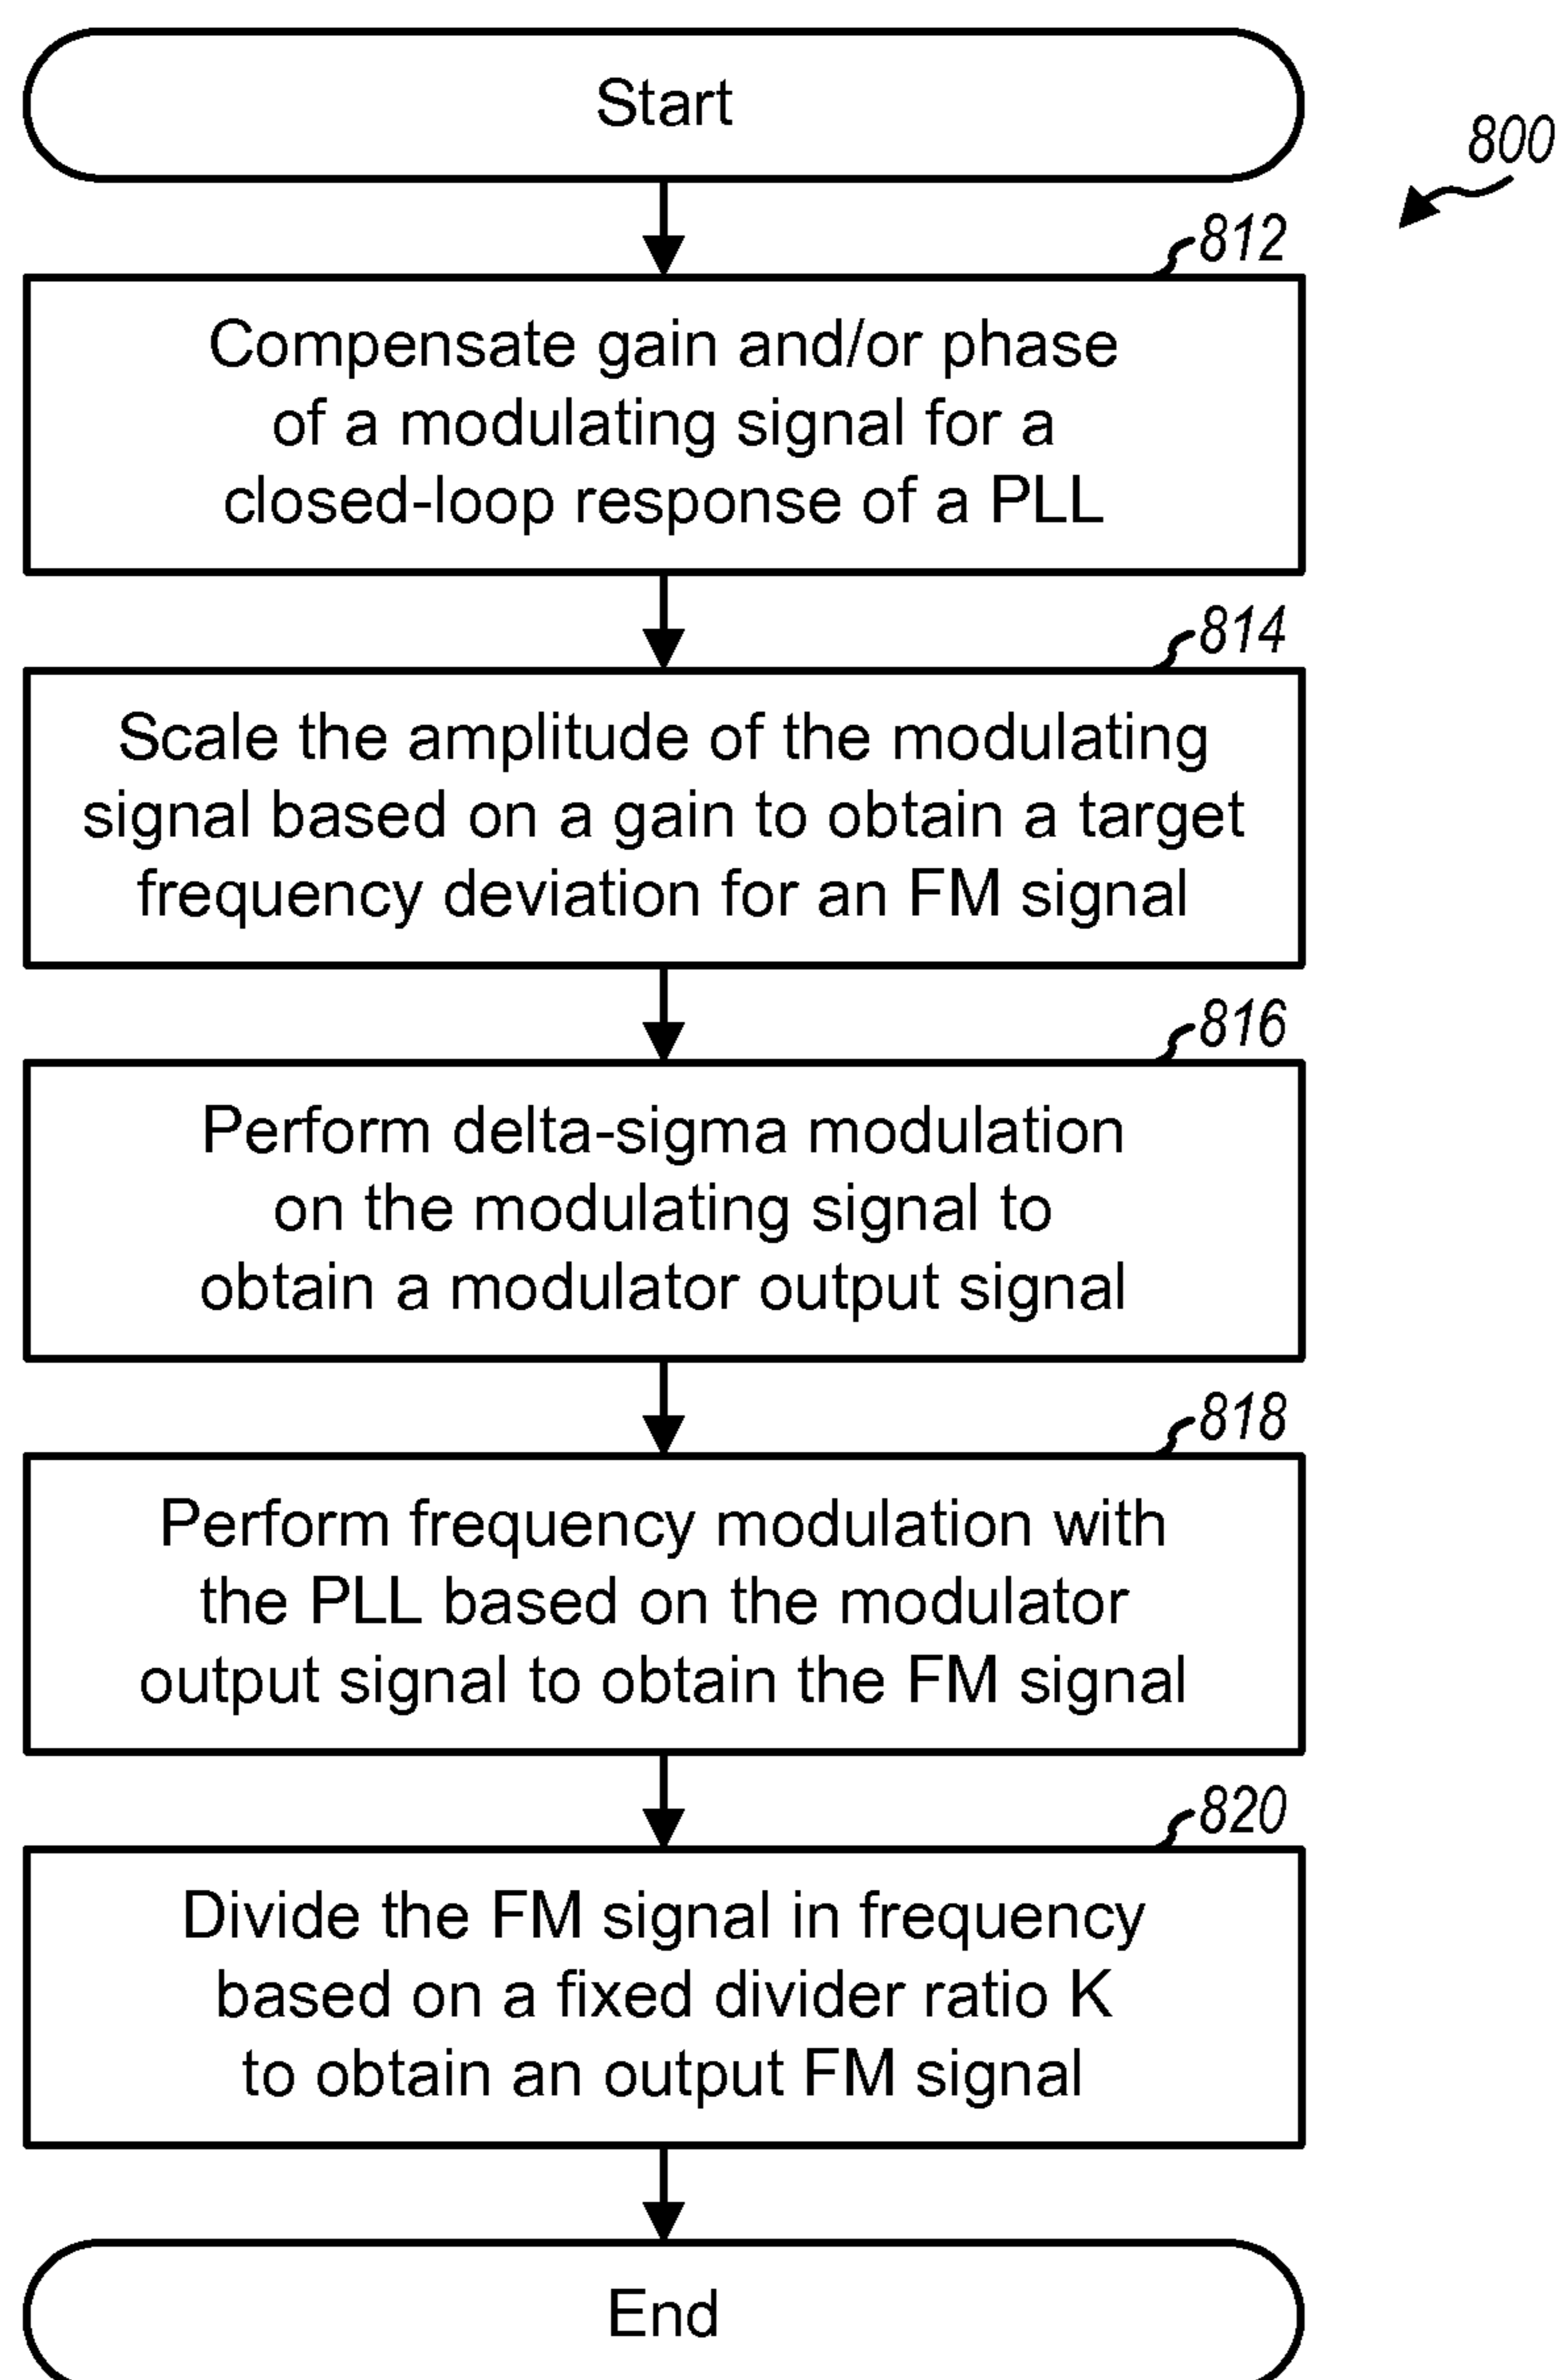 Start
800
812
Compensate gain and/or phase
of a modulating signal for a
closed-loop response of a PLL
814
Scale the amplitude of the modulating
signal based on a gain to obtain a target
frequency deviation for an FM signal
816
Perform delta-sigma modulation
on the modulating signal to
obtain a modulator output signal
818
Perform frequency modulation with
the PLL based on the modulator
output signal to obtain the FM signal
820
Divide the FM signal in frequency
based on a fixed divider ratio K
to obtain an output FM signal
End